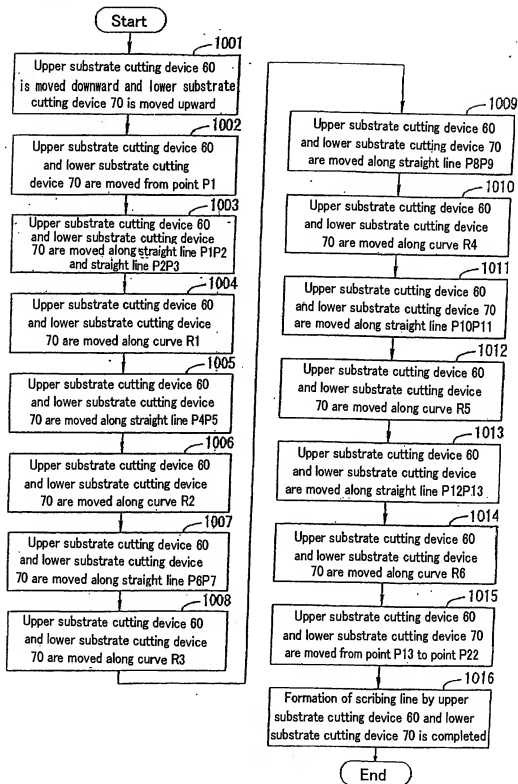 Start
1001
Upper substrate cutting device 60
is moved downward and lower substrate
cutting device 70 is moved upward
1002
Upper substrate cutting device 60
and lower substrate cutting
device 70 are moved from point P1
1003
Upper substrate cutting device 60
and lower substrate cutting device
70 are moved along straight line P1P2
and straight line P2P3
1004
Upper substrate cutting device 60
and lower substrate cutting device
70 are moved along curve R1
1005
Upper substrate cutting device 60
and lower substrate cutting device
70 are moved along straight line P4P5
1006
Upper substrate cutting device 60
and lower substrate cutting device
70 are moved along curve R2
1007
Upper substrate cutting device 60
and lower substrate cutting device
70 are moved along straight line P6P7
1008
Upper substrate cutting device 60
and lower substrate cutting device
70 are moved along curve R3
1009
Upper substrate cutting device 60
and lower substrate cutting device 70
are moved along straight line P8P9
1010
Upper substrate cutting device 60
and lower substrate cutting device
70 are moved along curve R4
1011
Upper substrate cutting device 60
and lower substrate cutting device 70
are moved along straight line P10P11
1012
Upper substrate cutting device 60
and lower substrate cutting device
70 are moved along curve R5
1013
Upper substrate cutting device 60
and lower substrate cutting device
are moved along straight line P12P13
1014
Upper substrate cutting device 60
and lower substrate cutting device
70 are moved along curve R6
1015
Upper substrate cutting device 60
and lower substrate cutting device 70
are moved from point P13 to point P22
1016
Formation of scribing line by upper
substrate cutting device 60 and lower
substrate cutting device 70 is completed
End